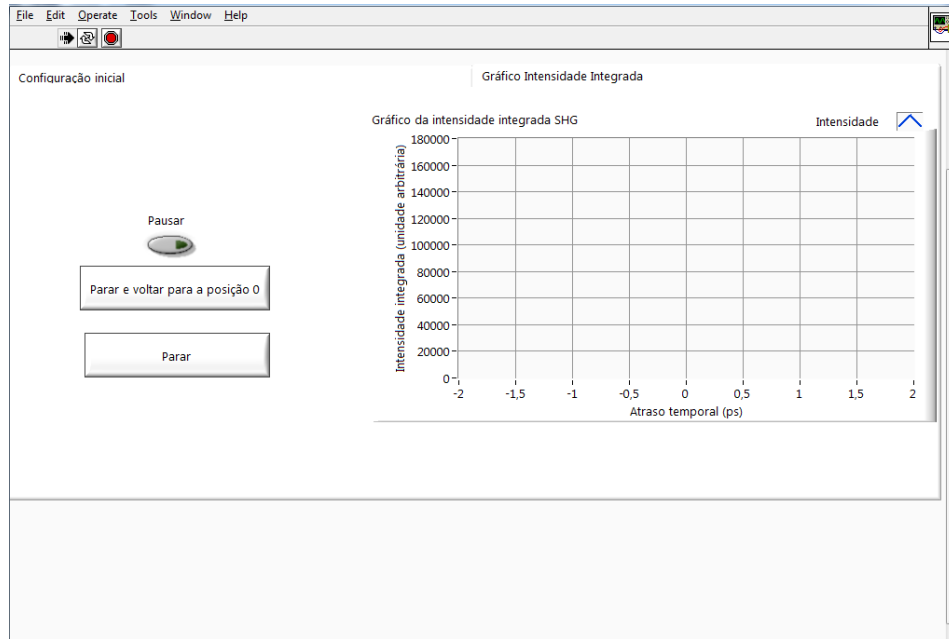 File Edit Operate Tools Window Help
Configuração inicial
Gráfico Intensidade Integrada
Gráfico da intensidade integrada SHG
Intensidade
Pausar
Parar e voltar para a posição 0
Parar
Intensidade integrada (unidade arbitrária)
180000
160000
140000
120000
100000
80000
60000
40000
20000
0
-2 -1,5 -1 -0,5 0 0,5 1 1,5 2
Atraso temporal (ps)